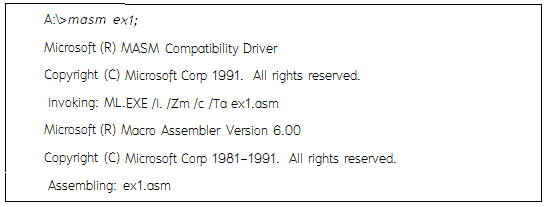 A:\>masm ex1;
Microsoft (R) MASM Compatibility Driver
Copyright (C) Microsoft Corp 1991. All rights reserved.
Invoking: ML.EXE /I. /Zm /c /Ta ex1.asm
Microsoft (R) Macro Assembler Version 6.00
Copyright (C) Microsoft Corp 1981–1991. All rights reserved.
Assembling: ex1.asm